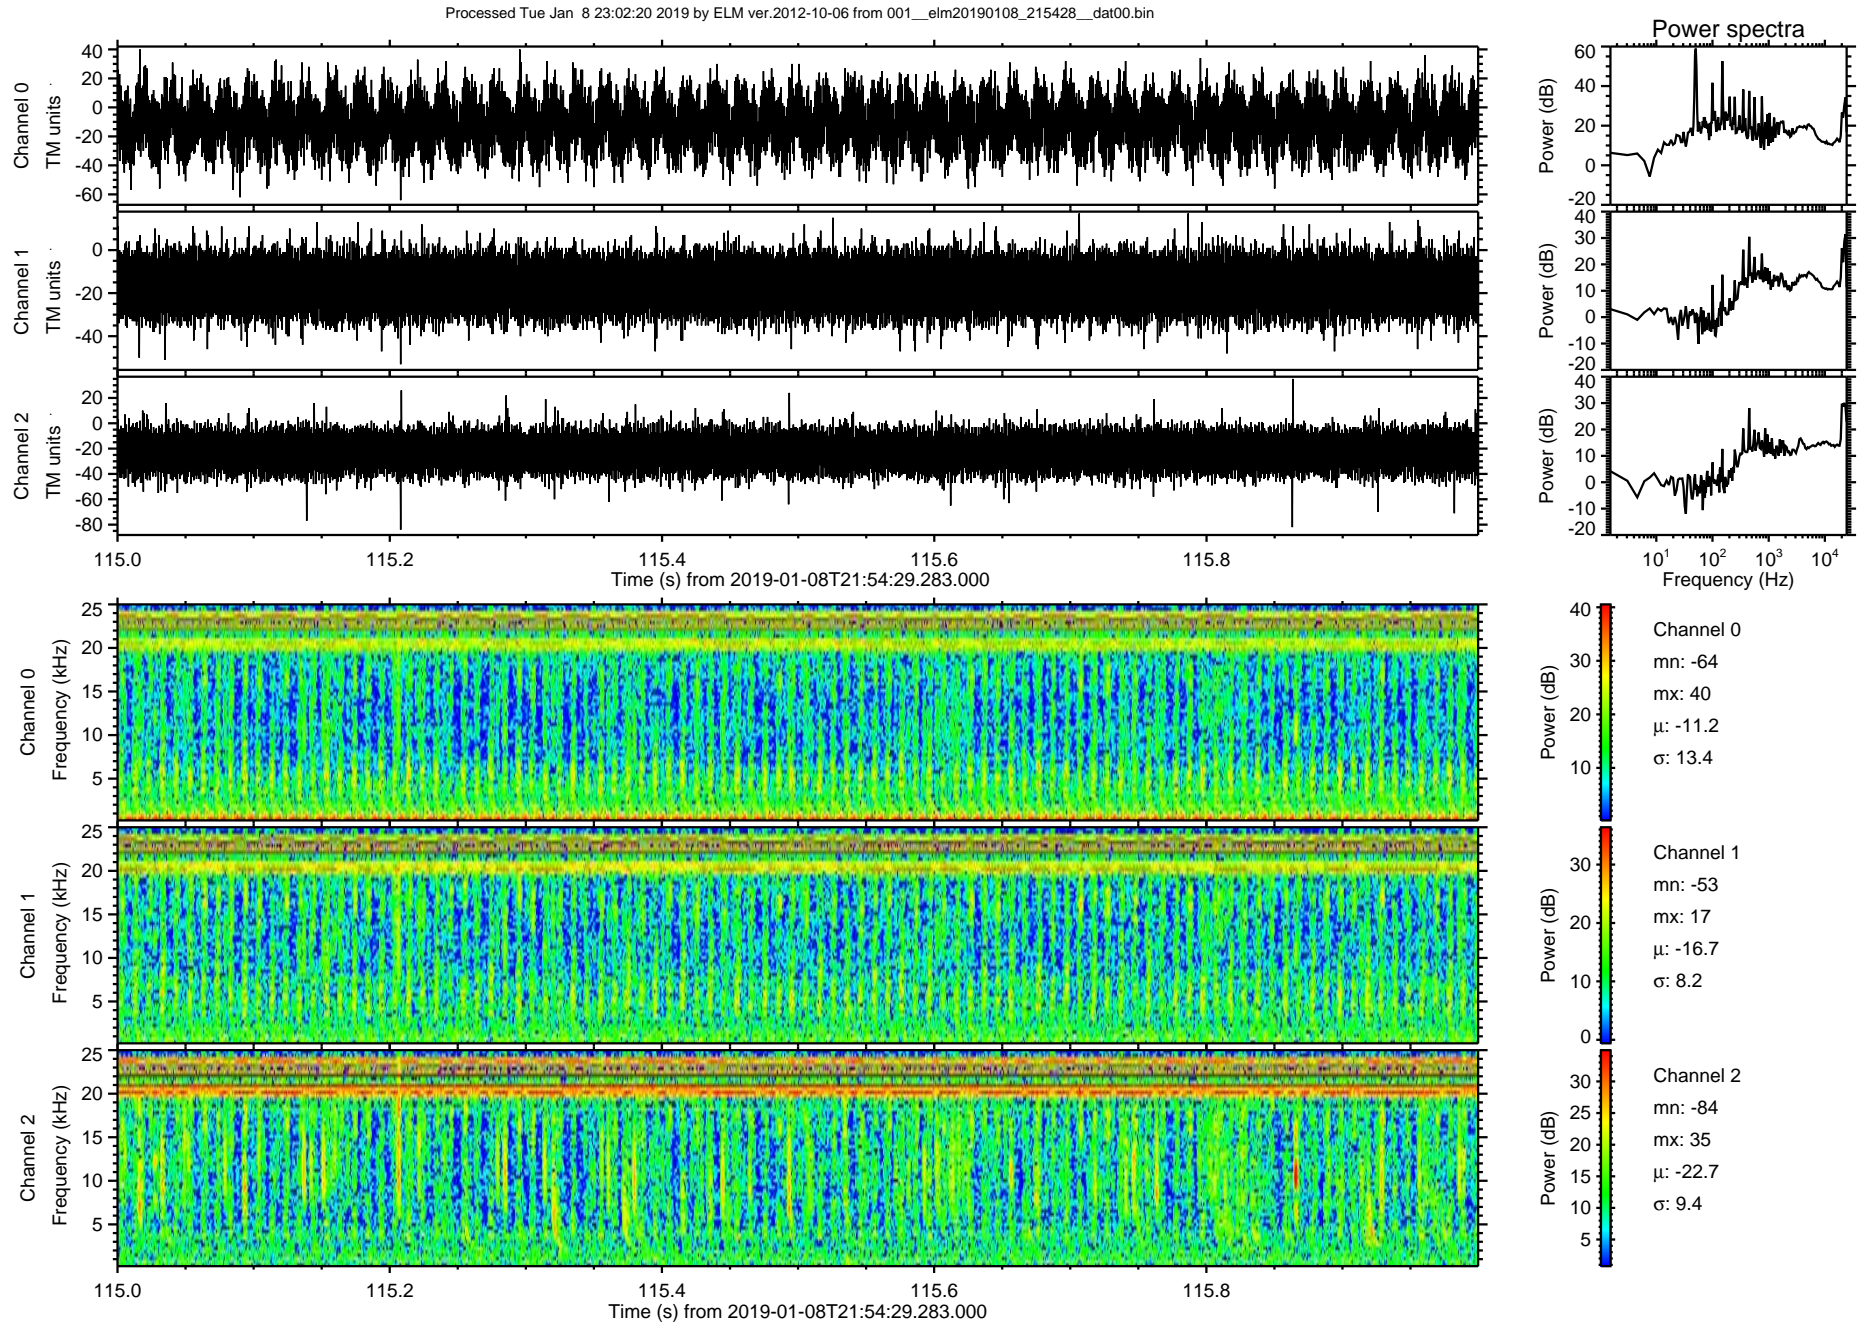 Processed Tue Jan  8 23:02:20 2019 by ELM ver.2012-10-06 from 001__elm20190108_215428__dat00.bin
Power spectra
Channel 0
TM units
40
20
0
-20
-40
-60
Power (dB)
60
40
20
0
-20
Channel 1
TM units
0
-20
-40
Power (dB)
40
30
20
10
0
-10
-20
Channel 2
TM units
20
0
-20
-40
-60
-80
Power (dB)
40
30
20
10
0
-10
-20
115.0 115.2 115.4 115.6 115.8
Time (s) from 2019-01-08T21:54:29.283.000
10¹ 10² 10³ 10⁴
Frequency (Hz)
Channel 0
Frequency (kHz)
25
20
15
10
5
Power (dB)
40
30
20
10
Channel 0
mn: -64
mx: 40
μ: -11.2
σ: 13.4
Channel 1
Frequency (kHz)
25
20
15
10
5
Power (dB)
30
20
10
0
Channel 1
mn: -53
mx: 17
μ: -16.7
σ: 8.2
Channel 2
Frequency (kHz)
25
20
15
10
5
Power (dB)
30
25
20
15
10
5
Channel 2
mn: -84
mx: 35
μ: -22.7
σ: 9.4
115.0 115.2 115.4 115.6 115.8
Time (s) from 2019-01-08T21:54:29.283.000